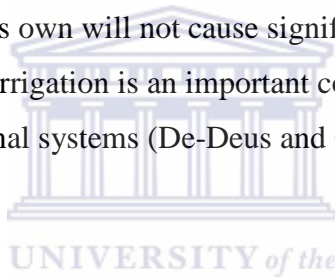 s own will not cause signif
rrigation is an important co
nal systems (De-Deus and
UNIVERSITY of the